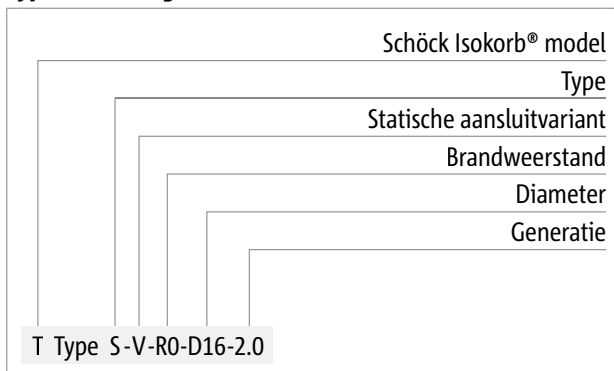 Schöck Isokorb® model
Type
Statische aansluitvariant
Brandweerstand
Diameter
Generatie
T Type S-V-R0-D16-2.0